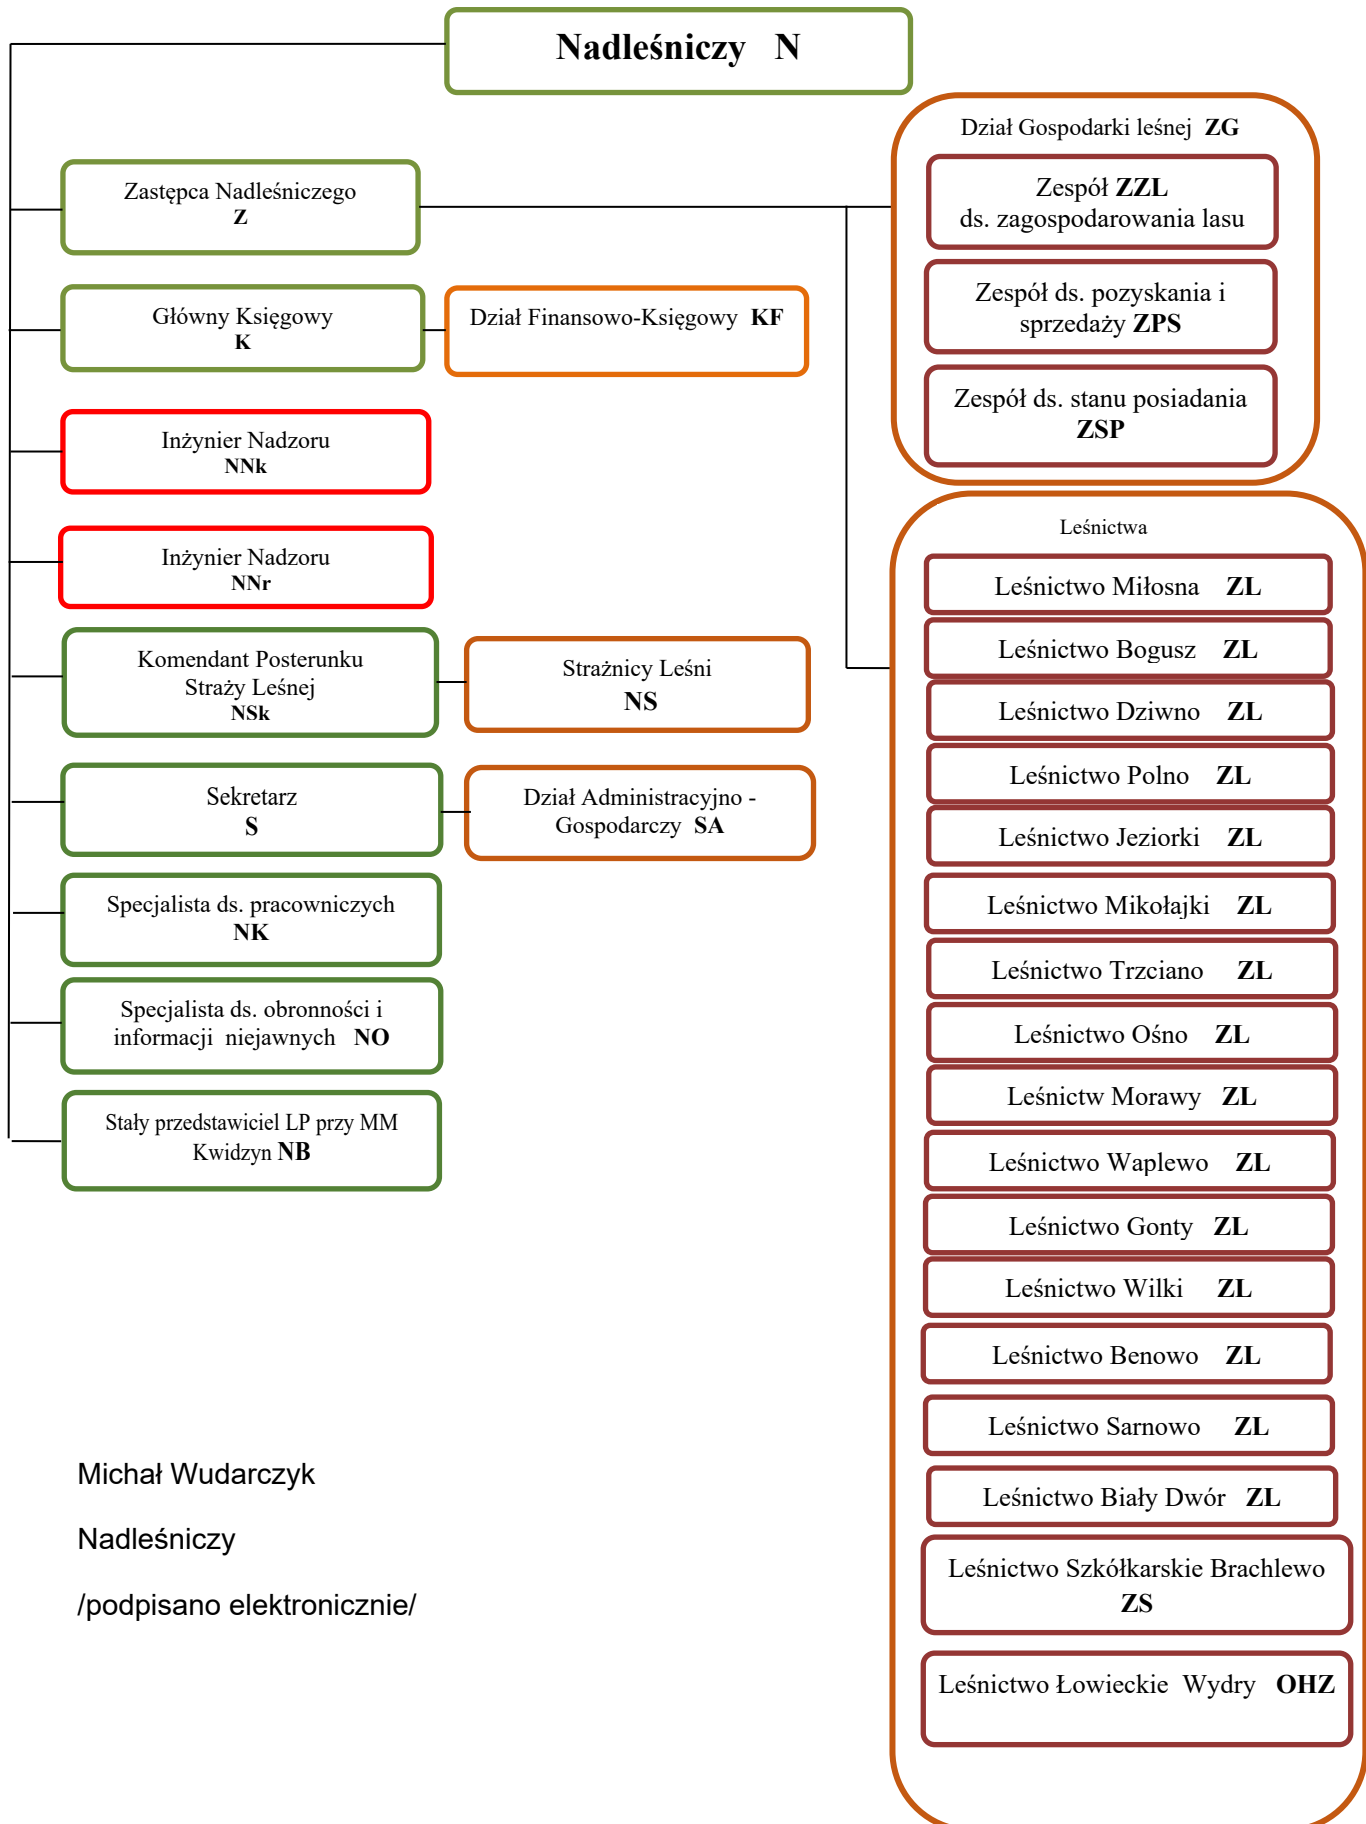 Nadleśniczy N
Zastępca Nadleśniczego
Z
Główny Księgowy
K
Dział Finansowo-Księgowy KF
Inżynier Nadzoru
NNk
Inżynier Nadzoru
NNr
Komendant Posterunku
Straży Leśnej
NSk
Strażnicy Leśni
NS
Sekretarz
S
Dział Administracyjno -
Gospodarczy SA
Specjalista ds. pracowniczych
NK
Specjalista ds. obronności i
informacji niejawnych NO
Stały przedstawiciel LP przy MM
Kwidzyn NB
Dział Gospodarki leśnej ZG
Zespół ZZL
ds. zagospodarowania lasu
Zespół ds. pozyskania i
sprzedaży ZPS
Zespół ds. stanu posiadania
ZSP
Leśnictwa
Leśnictwo Miłosna ZL
Leśnictwo Bogusz ZL
Leśnictwo Dziwno ZL
Leśnictwo Polno ZL
Leśnictwo Jeziorki ZL
Leśnictwo Mikołajki ZL
Leśnictwo Trzciano ZL
Leśnictwo Ośno ZL
Leśnictw Morawy ZL
Leśnictwo Waplewo ZL
Leśnictwo Gonty ZL
Leśnictwo Wilki ZL
Leśnictwo Benowo ZL
Leśnictwo Sarnowo ZL
Leśnictwo Biały Dwór ZL
Leśnictwo Szkółkarskie Brachlewo
ZS
Leśnictwo Łowieckie Wydry OHZ
Michał Wudarczyk
Nadleśniczy
/podpisano elektronicznie/